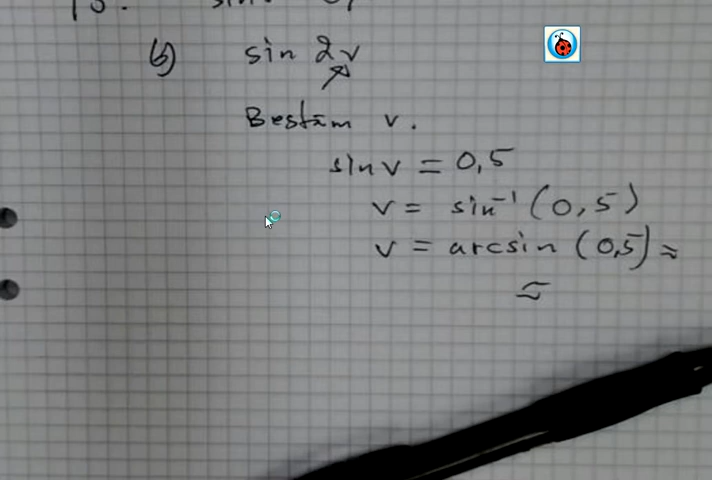 b) sin 2v
Bestäm v.
sin v = 0,5
v = sin⁻¹ (0,5)
v = arcsin (0,5) ≈
≈